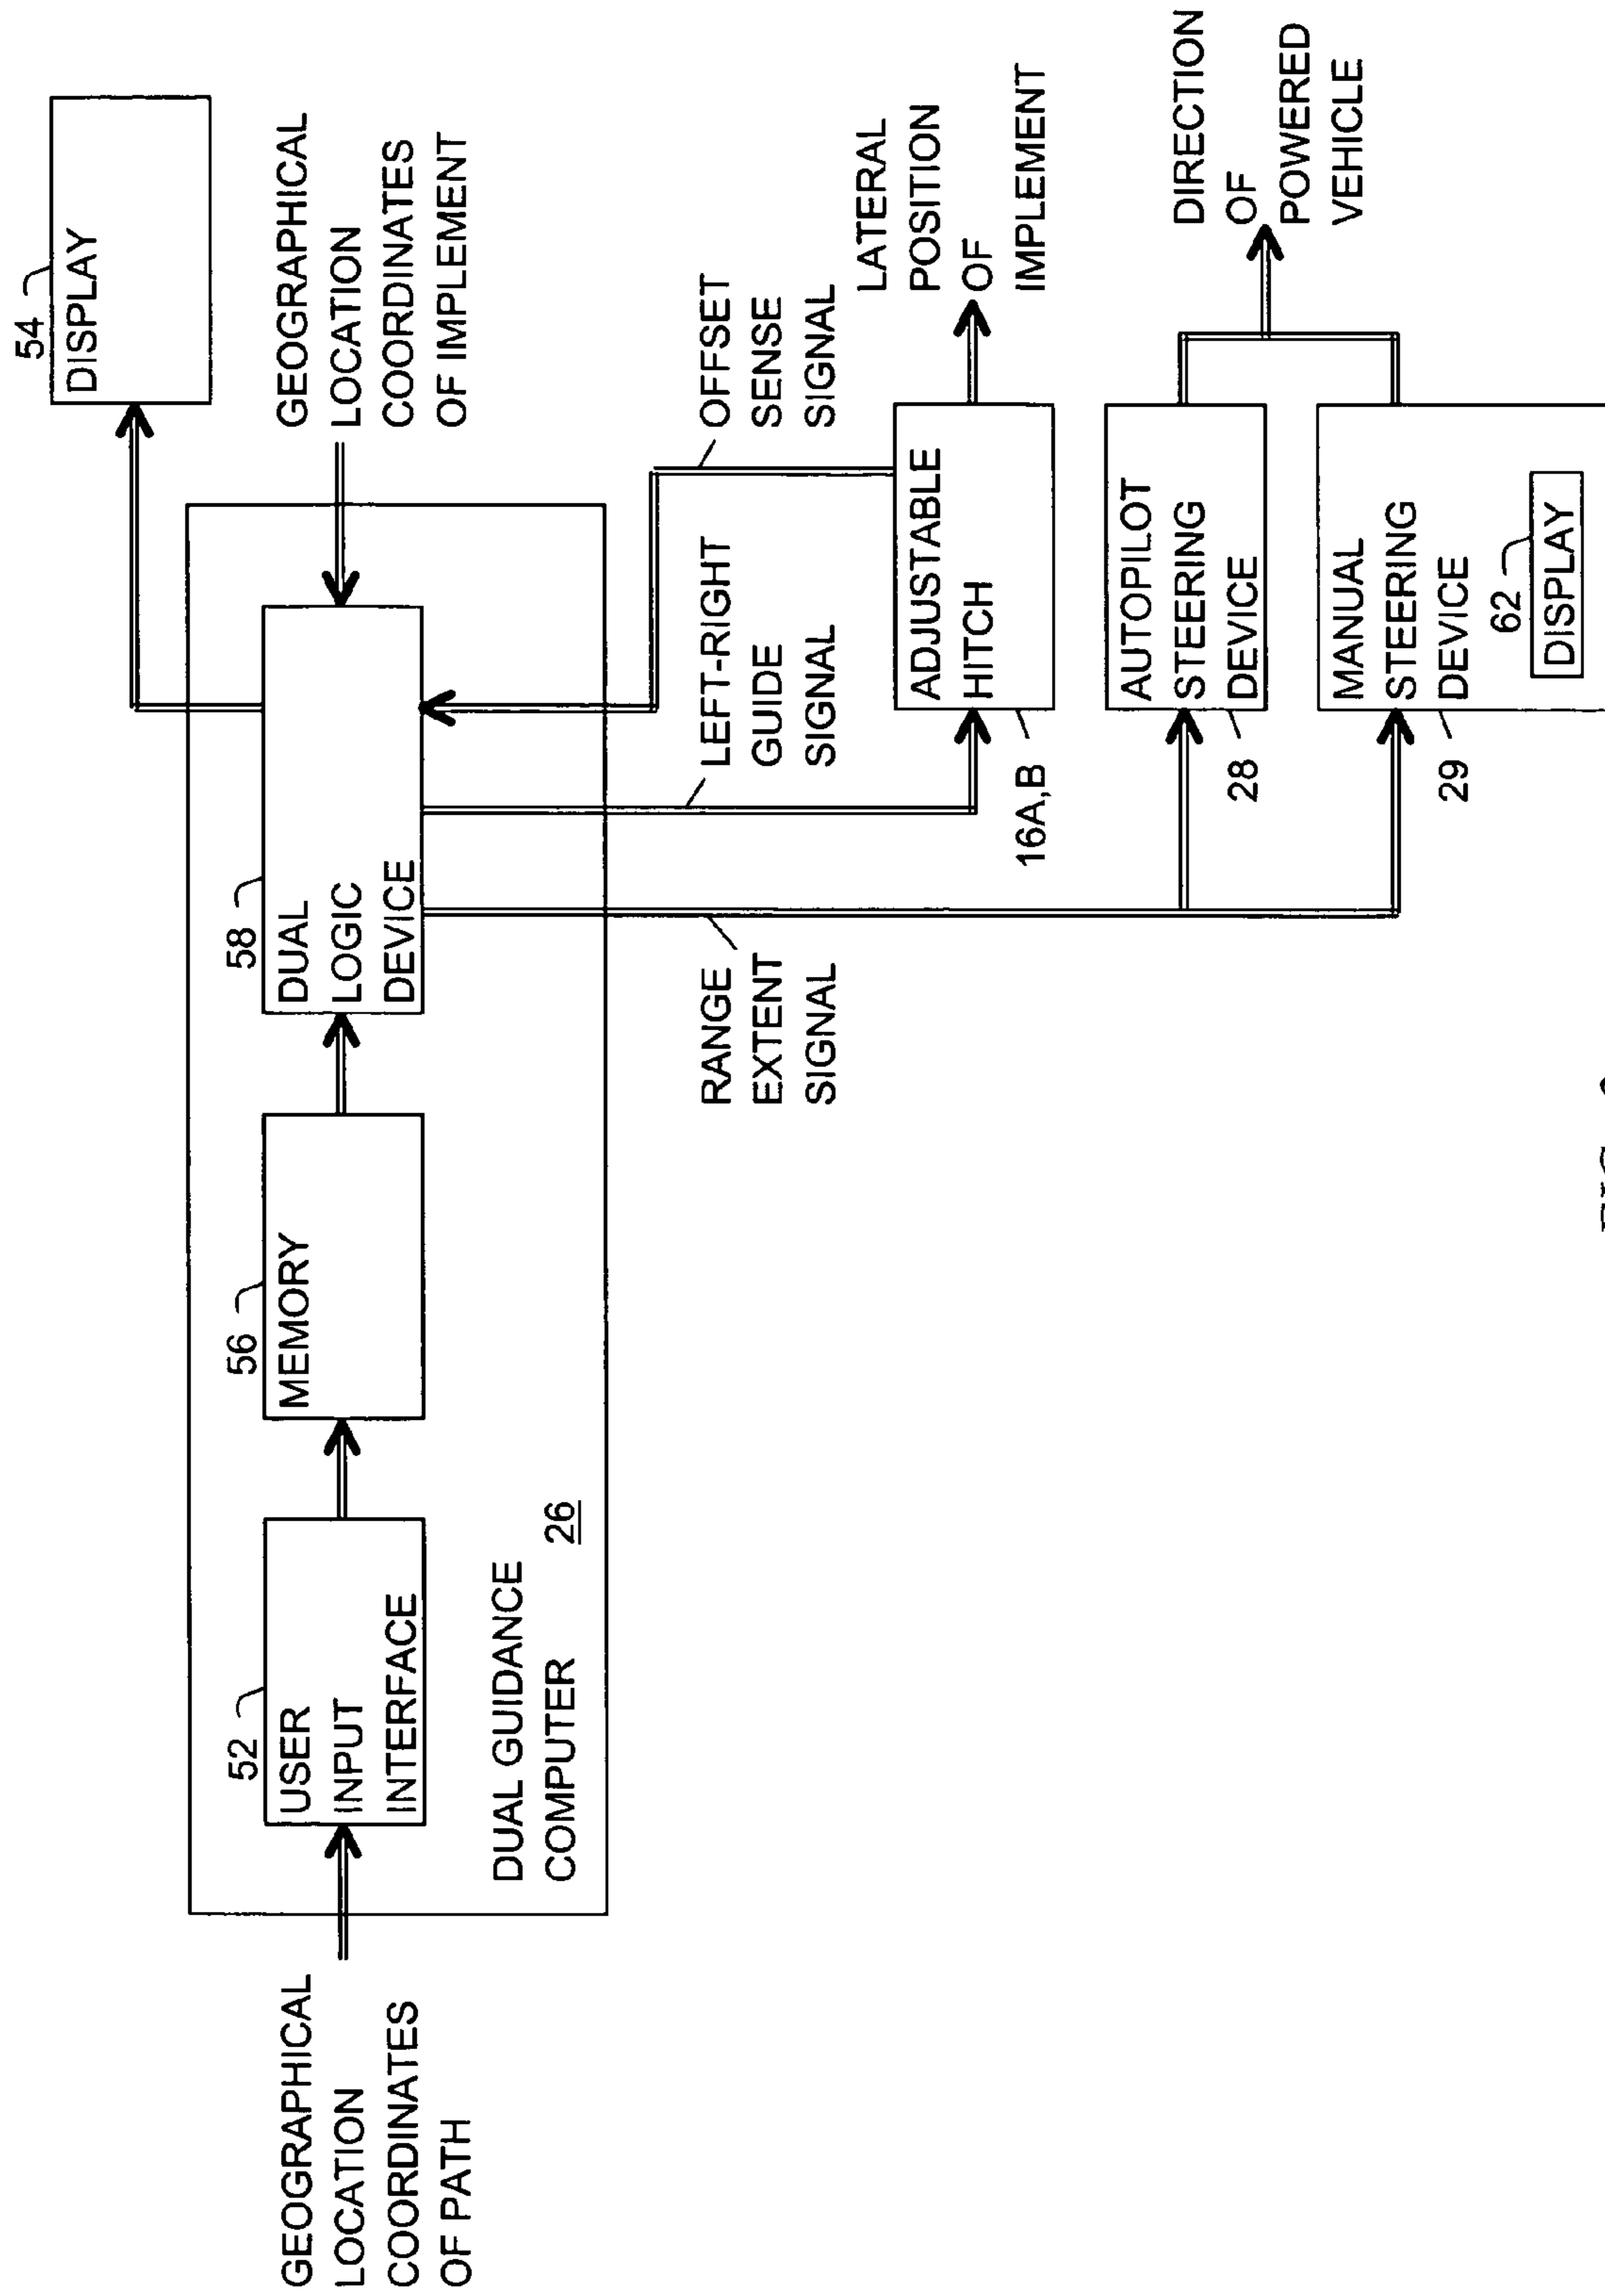 54
DISPLAY
GEOGRAPHICAL
LOCATION
COORDINATES
OF PATH
52
USER
INPUT
INTERFACE
56
MEMORY
58
DUAL
LOGIC
DEVICE
GEOGRAPHICAL
LOCATION
COORDINATES
OF IMPLEMENT
DUAL GUIDANCE
COMPUTER 26
RANGE
EXTENT
SIGNAL
LEFT-RIGHT
GUIDE
SIGNAL
OFFSET
SENSE
SIGNAL
ADJUSTABLE
HITCH
16A,B
LATERAL
POSITION
OF
IMPLEMENT
AUTOPILOT
STEERING
DEVICE
28
MANUAL
STEERING
DEVICE
29
62
DISPLAY
DIRECTION
OF
POWERED
VEHICLE